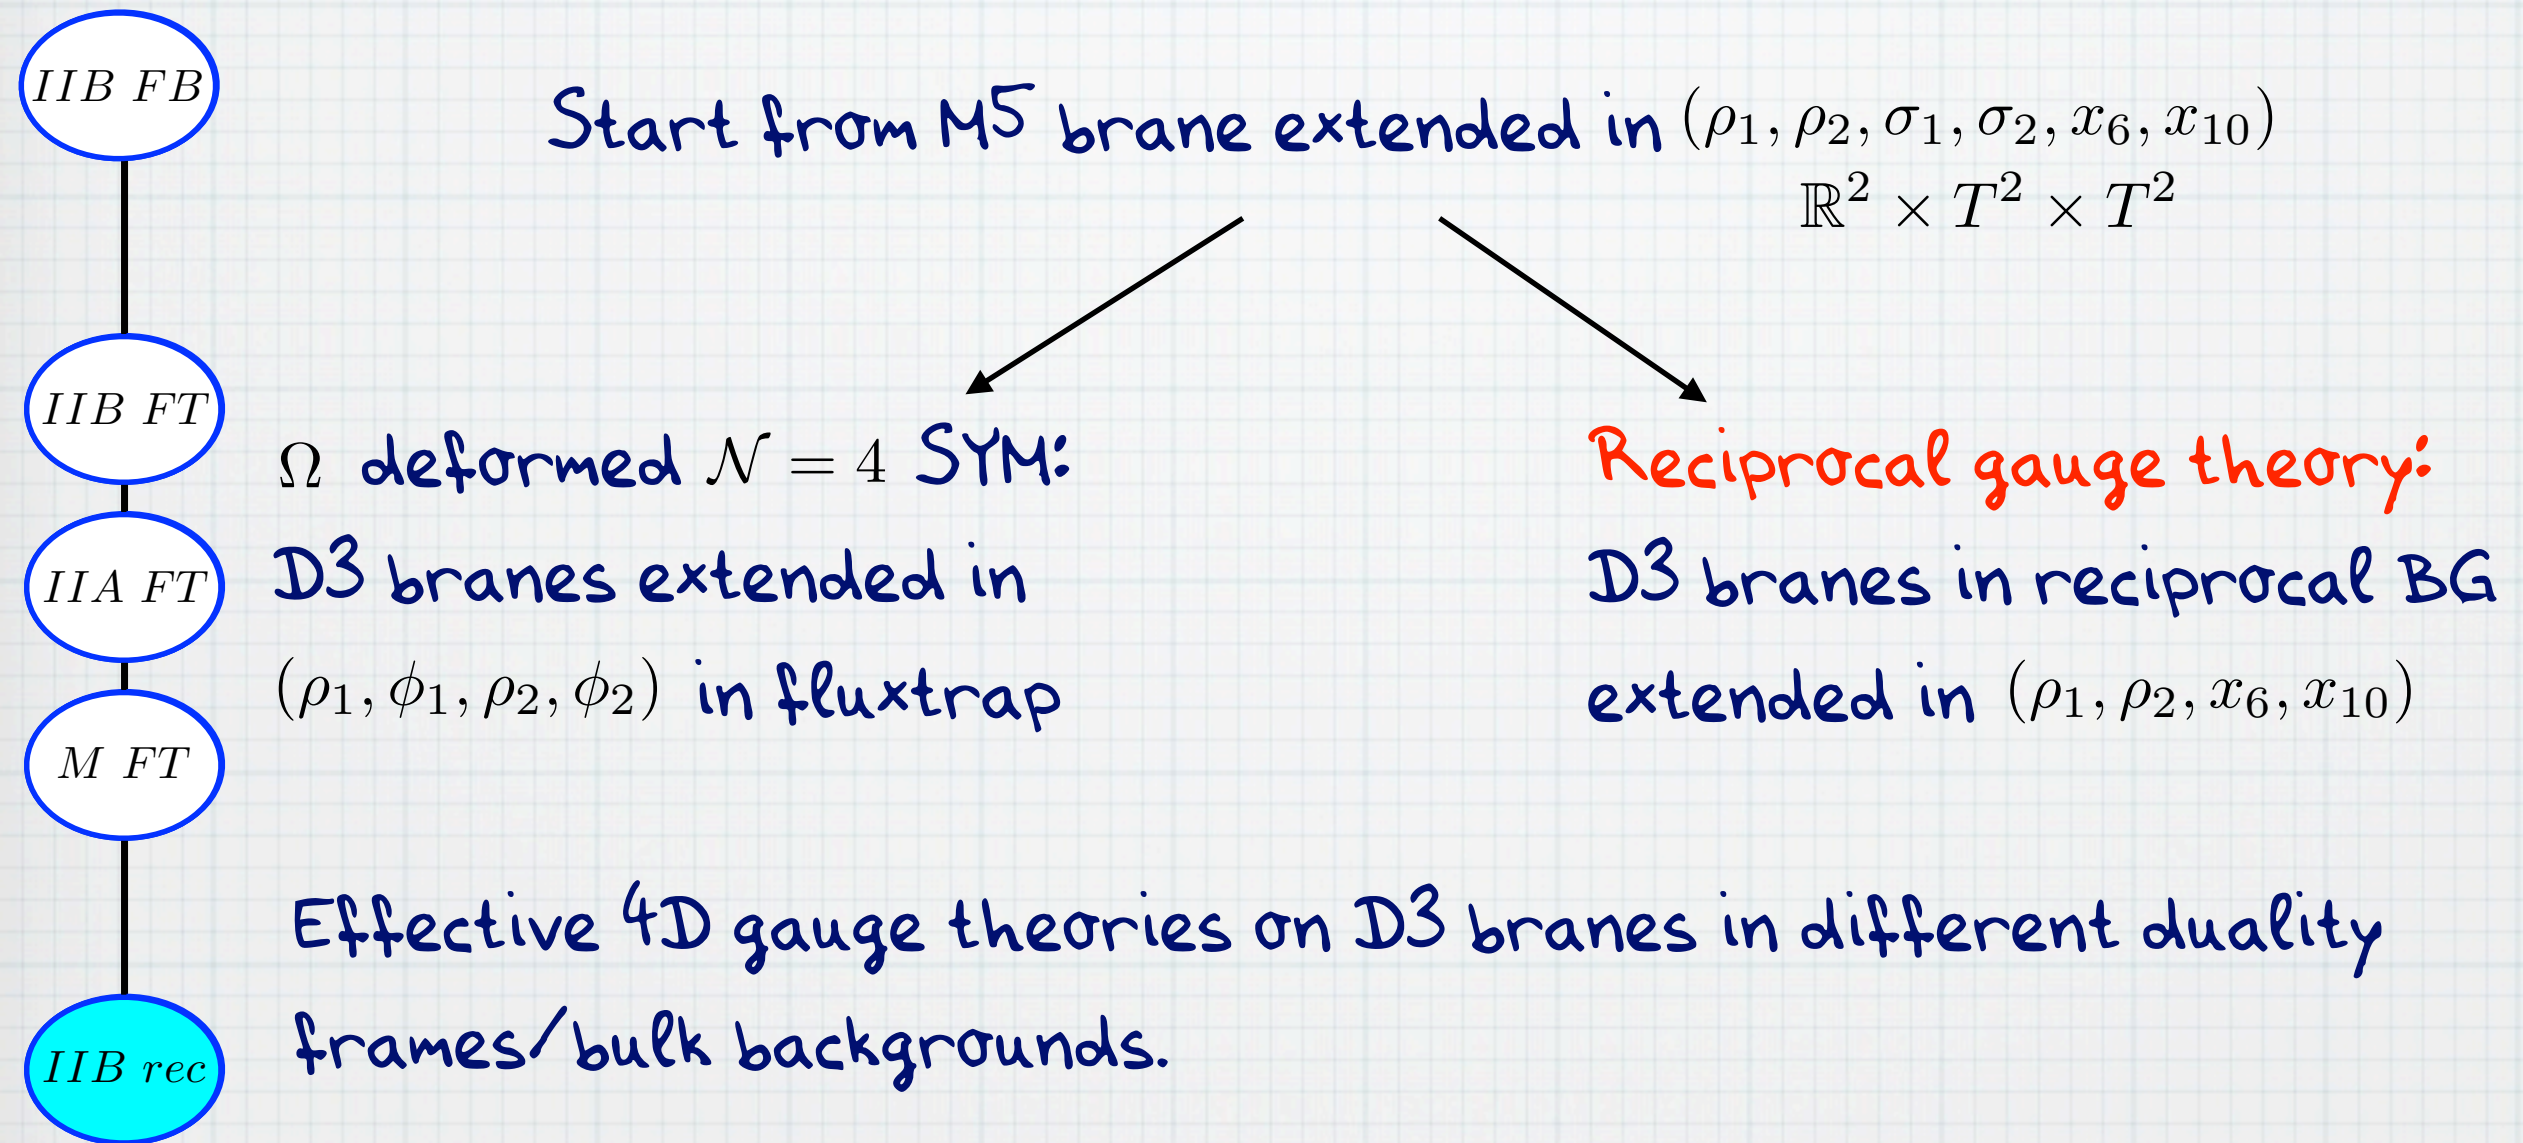 IIB FB
IIB FT
IIA FT
M FT
IIB rec
Start from M5 brane extended in (ρ₁, ρ₂, σ₁, σ₂, x₆, x₁₀)
ℝ² × T² × T²
Ω deformed 𝒩 = 4 SYM:
D3 branes extended in
(ρ₁, ϕ₁, ρ₂, ϕ₂) in fluxtrap
Reciprocal gauge theory:
D3 branes in reciprocal BG
extended in (ρ₁, ρ₂, x₆, x₁₀)
Effective 4D gauge theories on D3 branes in different duality
frames/bulk backgrounds.